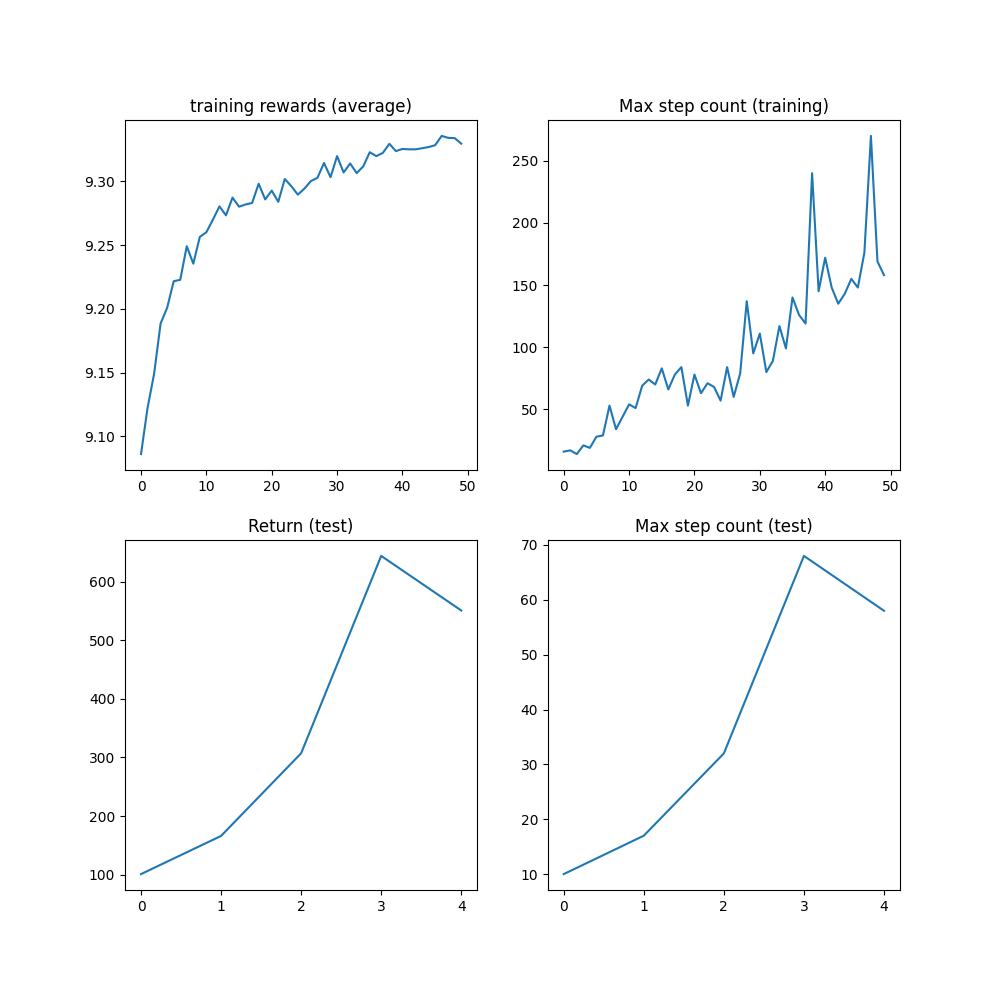 training rewards (average)
9.30
9.25
9.20
9.15
9.10
0 10 20 30 40 50
Max step count (training)
250
200
150
100
50
0 10 20 30 40 50
Return (test)
600
500
400
300
200
100
0 1 2 3 4
Max step count (test)
70
60
50
40
30
20
10
0 1 2 3 4